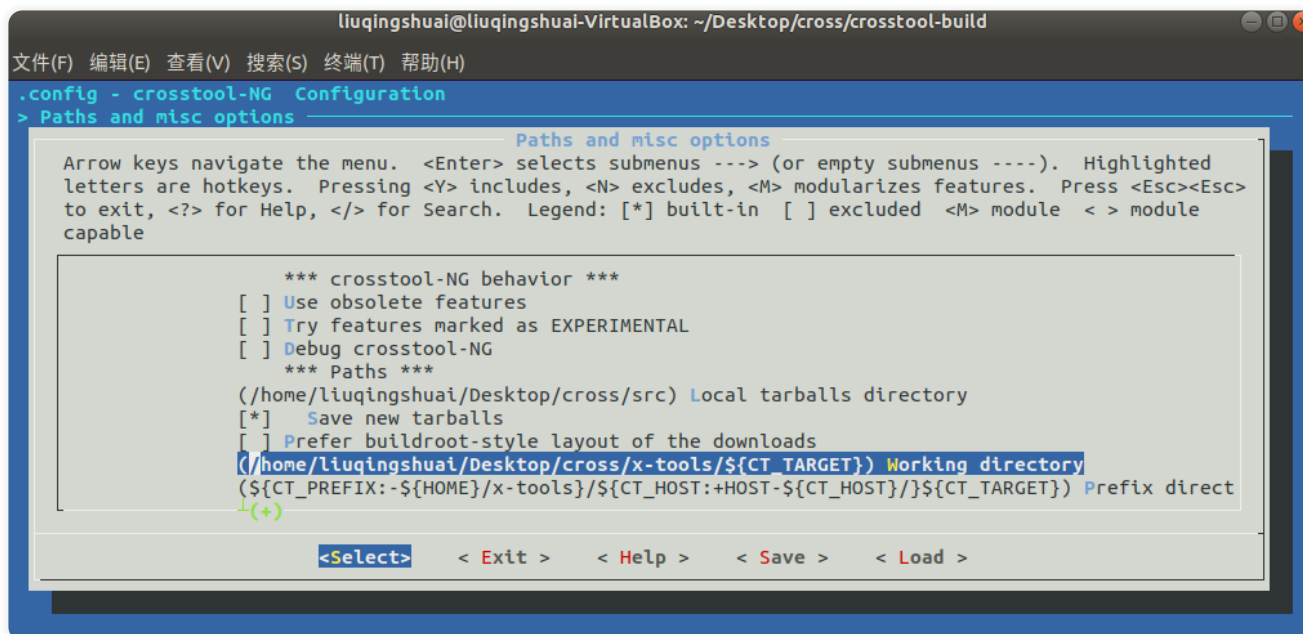 liuqingshuai@liuqingshuai-VirtualBox: ~/Desktop/cross/crosstool-build
文件(F) 编辑(E) 查看(V) 搜索(S) 终端(T) 帮助(H)
.config - crosstool-NG  Configuration
> Paths and misc options
Paths and misc options
Arrow keys navigate the menu.  <Enter> selects submenus ---> (or empty submenus ----).  Highlighted
letters are hotkeys.  Pressing <Y> includes, <N> excludes, <M> modularizes features.  Press <Esc><Esc>
to exit, <?> for Help, </> for Search.  Legend: [*] built-in  [ ] excluded  <M> module  < > module
capable
*** crosstool-NG behavior ***
[ ] Use obsolete features
[ ] Try features marked as EXPERIMENTAL
[ ] Debug crosstool-NG
*** Paths ***
(/home/liuqingshuai/Desktop/cross/src) Local tarballs directory
[*]   Save new tarballs
[ ] Prefer buildroot-style layout of the downloads
(/home/liuqingshuai/Desktop/cross/x-tools/${CT_TARGET}) Working directory
(${CT_PREFIX:-${HOME}/x-tools}/${CT_HOST:+HOST-${CT_HOST}/}${CT_TARGET}) Prefix direct
(+)
<Select>    < Exit >    < Help >    < Save >    < Load >